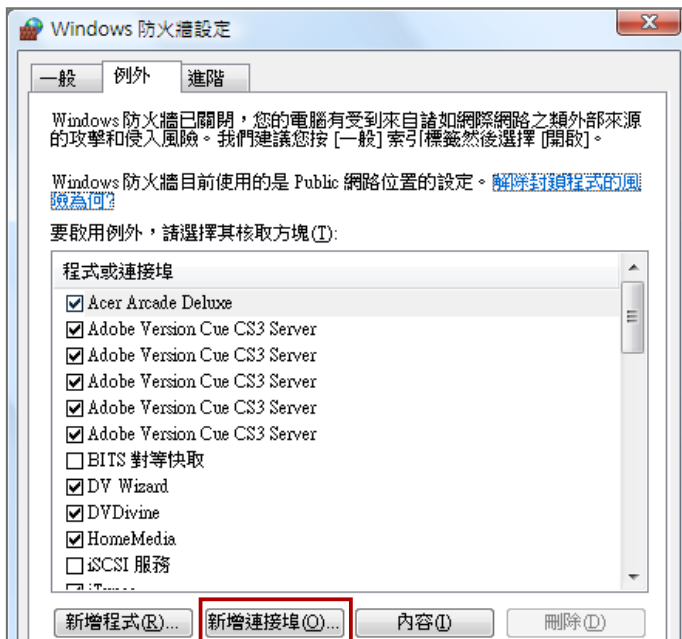 Windows 防火牆設定
一般
例外
進階
Windows 防火牆已關閉，您的電腦有受到來自諸如網際網路之類外部來源
的攻擊和侵入風險。我們建議您按 [一般] 索引標籤然後選擇 [開啟]。
Windows 防火牆目前使用的是 Public 網路位置的設定。解除封鎖程式的風
險為何?
要啟用例外，請選擇其核取方塊(T):
程式或連接埠
Acer Arcade Deluxe
Adobe Version Cue CS3 Server
Adobe Version Cue CS3 Server
Adobe Version Cue CS3 Server
Adobe Version Cue CS3 Server
Adobe Version Cue CS3 Server
BITS 對等快取
DV Wizard
DVDivine
HomeMedia
iSCSI 服務
新增程式(R)...
新增連接埠(O)...
內容(I)
刪除(D)